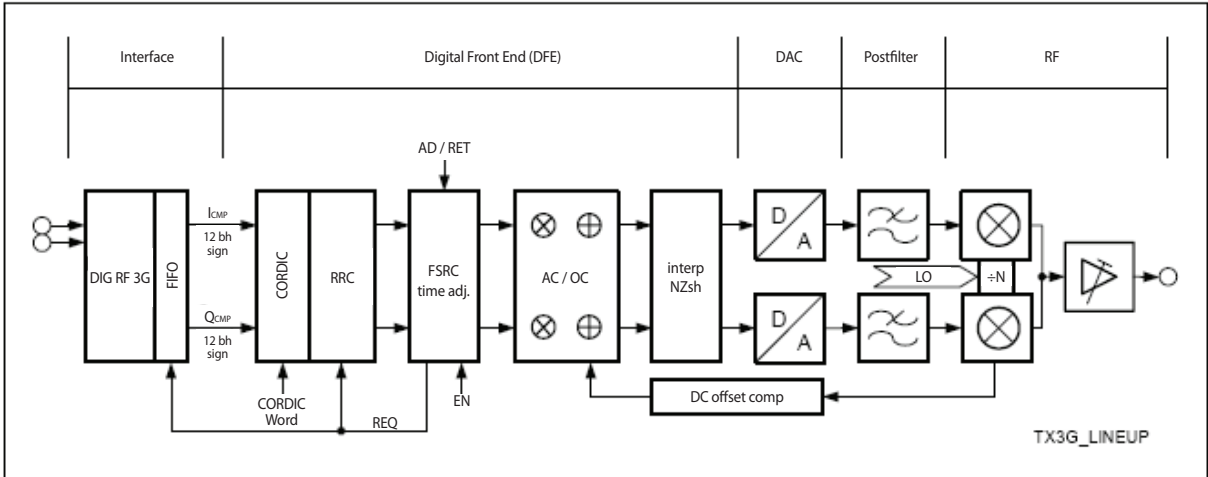 Interface
Digital Front End (DFE)
DAC
Postfilter
RF
AD / RET
DIG RF 3G
FIFO
ICMP
12 bh
sign
QCMP
12 bh
sign
CORDIC
RRC
FSRC
time adj.
AC / OC
interp
NZsh
D
A
D
A
LO
÷N
CORDIC
Word
REQ
EN
DC offset comp
TX3G_LINEUP